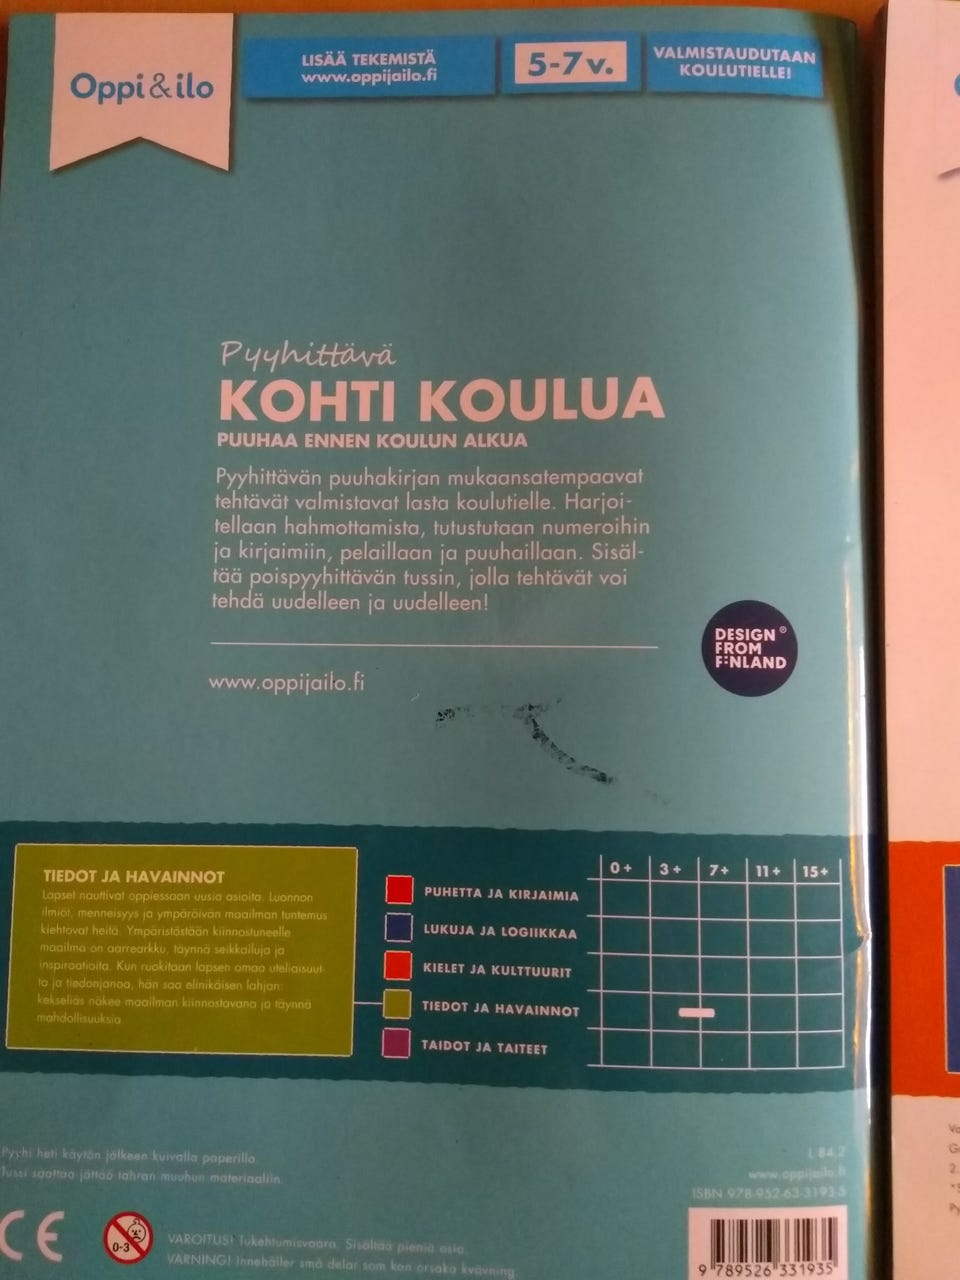 Oppi&ilo
LISÄÄ TEKEMISTÄ
www.oppijailo.fi
5-7 v.
VALMISTAUDUTAAN
KOULUTIELLE!
Pyyhittävä
KOHTI KOULUA
PUUHAA ENNEN KOULUN ALKUA
Pyyhittävän puuhakirjan mukaansatempaavat
tehtävät valmistavat lasta koulutielle. Harjoi-
tellaan hahmottamista, tutustutaan numeroihin
ja kirjaimiin, pelaillaan ja puuhaillaan. Sisäl-
tää poispyyhittävän tussin, jolla tehtävät voi
tehdä uudelleen ja uudelleen!
DESIGN®
FROM
FINLAND
www.oppijailo.fi
TIEDOT JA HAVAINNOT
Lapset nauttivat oppiessaan uusia asioita. Luonnon
ilmiöt, menneisyys ja ympäröivän maailman tuntemus
kiehtovat heitä. Ympäristöstään kiinnostuneelle
maailma on aarrearkku, täynnä seikkailuja ja
inspiraatioita. Kun ruokitaan lapsen omaa uteliaisuut-
ta ja tiedonjanoa, hän saa elinikäisen lahjan:
kekseliäs näkee maailman kiinnostavana ja täynnä
mahdollisuuksia.
0+ 3+ 7+ 11+ 15+
PUHETTA JA KIRJAIMIA
LUKUJA JA LOGIIKKAA
KIELET JA KULTTUURIT
TIEDOT JA HAVAINNOT
TAIDOT JA TAITEET
Pyyhi heti käytön jälkeen kuivalla paperilla.
Tussi saattaa jättää tahran muuhun materiaaliin.
L 84.2
www.oppijailo.fi
ISBN 978-952-63-3193-5
CE
0-3
VAROITUS! Tukehtumisvaara. Sisältää pieniä osia.
VARNING! Innehåller små delar som kan orsaka kvävning.
9 789526 331935